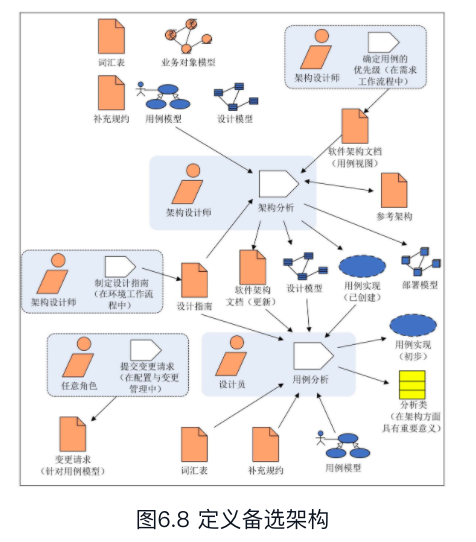 词汇表
业务对象模型
架构设计师
确定用例的
优先级（在需求
工作流程中）
补充规约
用例模型
设计模型
软件架构文档
（用例视图）
架构设计师
架构分析
参考架构
架构设计师
制定设计指南
（在环境工作流
程中）
设计指南
软件架构
文档（更新）
设计模型
用例实现
（已创建）
部署模型
任意角色
提交变更请求
（在配置与变更
管理中）
设计员
用例分析
用例实现
（初步）
分析类
（在架构方面
具有重要意义）
变更请求
（针对用例模型）
词汇表
补充规约
用例模型
图6.8 定义备选架构